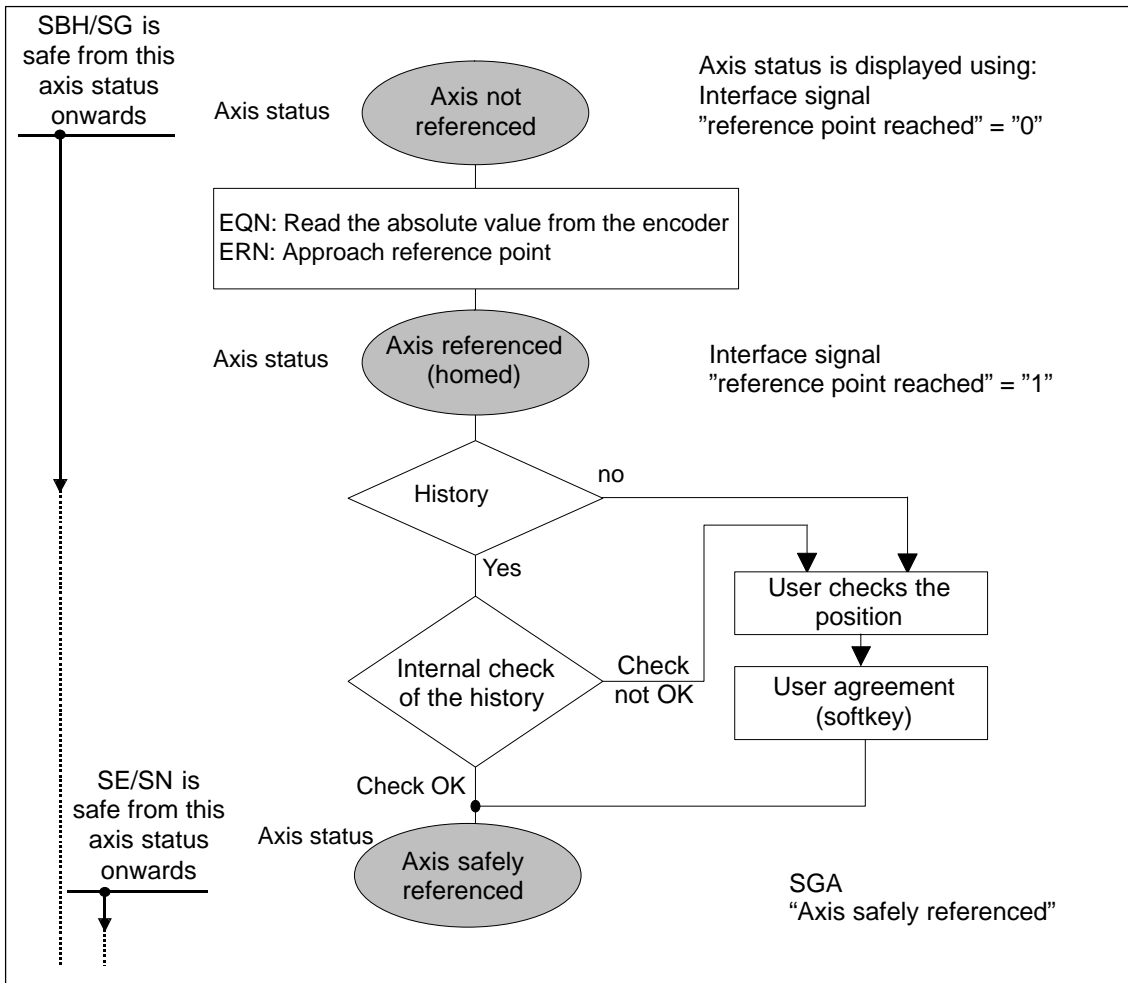 SBH/SG is
safe from this
axis status
onwards
Axis status
Axis not
referenced
Axis status is displayed using:
Interface signal
”reference point reached” = ”0”
EQN: Read the absolute value from the encoder
ERN: Approach reference point
Axis status
Axis referenced
(homed)
Interface signal
”reference point reached” = ”1”
History
no
Yes
User checks the
position
Internal check
of the history
Check
not OK
User agreement
(softkey)
Check OK
SE/SN is
safe from this
axis status
onwards
Axis status
Axis safely
referenced
SGA
“Axis safely referenced”